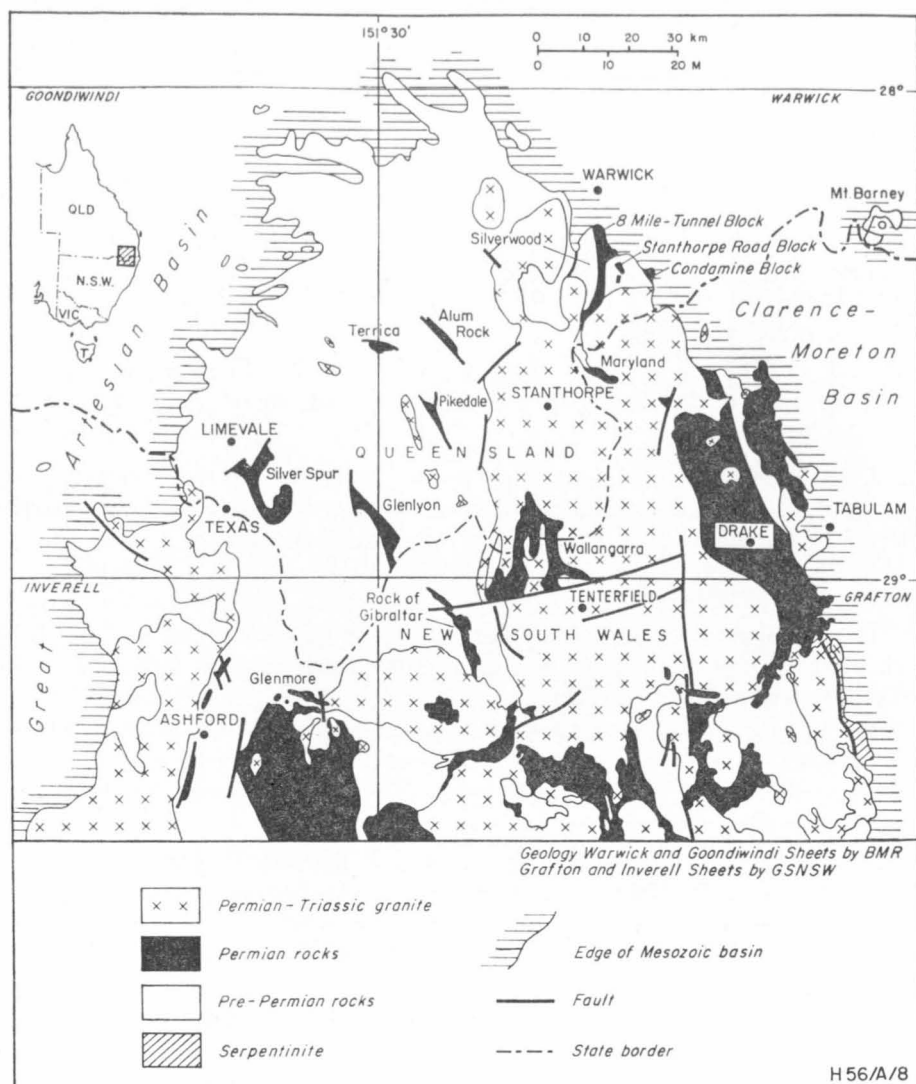 151° 30'
0 10 20 30 km
0 10 20 M
GOONDIWINDI
WARWICK
28°
QLD
N.S.W.
VIC
T
WARWICK
Mt. Barney
8 Mile-Tunnel Block
Silverwood
Stanthorpe Road Block
Condamine Block
Great Artesian Basin
Clarence-
Moreton
Basin
Alum
Rock
Terrica
Maryland
STANTHORPE
Pikedale
LIMEVALE
QUEENSLAND
Silver Spur
Glenlyon
TEXAS
TABULAM
DRAKE
Wallangarra
INVERELL
29°
GRAFTON
TENTERFIELD
Rock of
Gibraltar
NEW SOUTH WALES
Glenmore
ASHFORD
Geology Warwick and Goondiwindi Sheets by BMR
Grafton and Inverell Sheets by GSNSW
Permian-Triassic granite
Permian rocks
Edge of Mesozoic basin
Pre-Permian rocks
Fault
Serpentinite
State border
H56/A/8